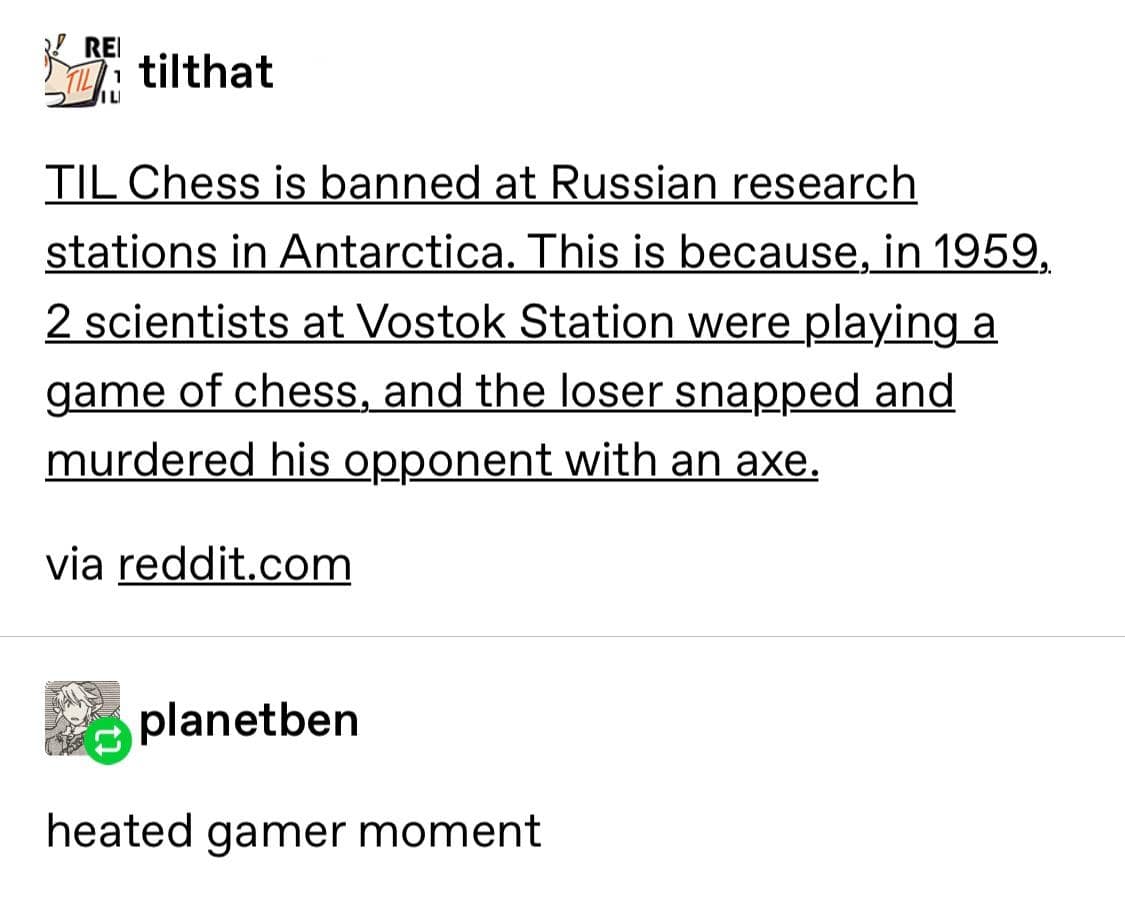 REI
TIL
tilthat
TIL Chess is banned at Russian research
stations in Antarctica. This is because, in 1959,
2 scientists at Vostok Station were playing a
game of chess, and the loser snapped and
murdered his opponent with an axe.
via reddit.com
planetben
heated gamer moment